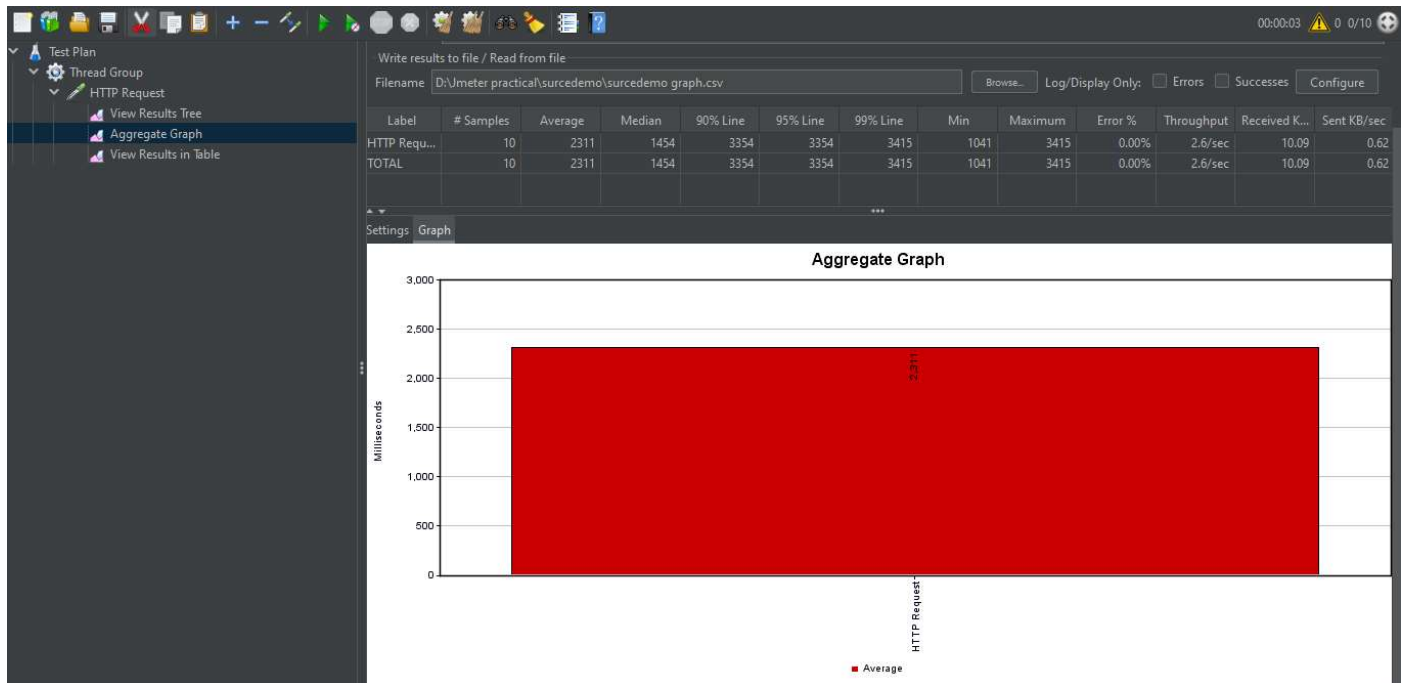 00:00:03 0 0/10
Test Plan
Thread Group
HTTP Request
View Results Tree
Aggregate Graph
View Results in Table
Write results to file / Read from file
Filename D:\Jmeter practical\surcedemo\surcedemo graph.csv Browse... Log/Display Only: Errors Successes Configure
Label # Samples Average Median 90% Line 95% Line 99% Line Min Maximum Error % Throughput Received K... Sent KB/sec
HTTP Requ... 10 2311 1454 3354 3354 3415 1041 3415 0.00% 2.6/sec 10.09 0.62
TOTAL 10 2311 1454 3354 3354 3415 1041 3415 0.00% 2.6/sec 10.09 0.62
Settings Graph
Aggregate Graph
3,000
2,500
2,000
1,500
1,000
500
0
Milliseconds
2,311
HTTP Request
Average